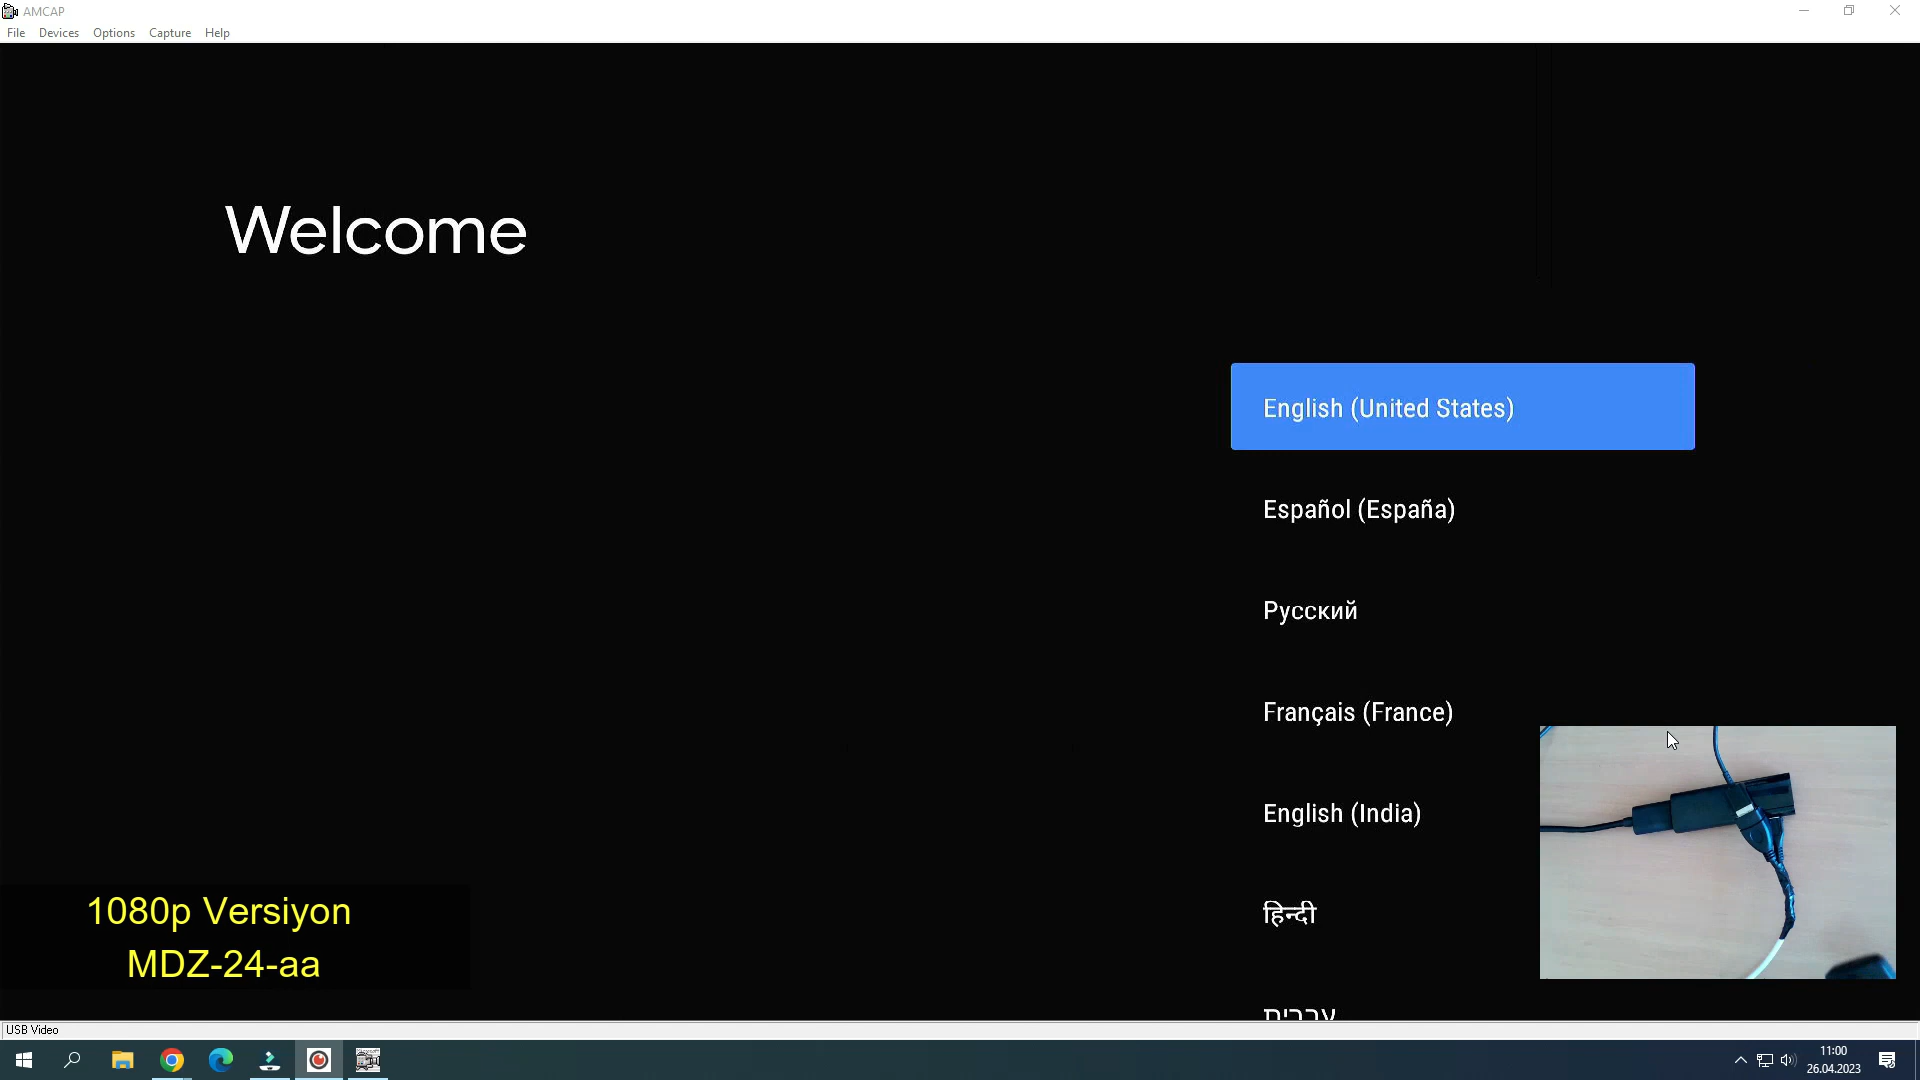 AMCAP
File Devices Options Capture Help
Welcome
English (United States)
Español (España)
Русский
Français (France)
English (India)
हिन्दी
עברית
1080p Versiyon
MDZ-24-aa
USB Video
11:00
26.04.2023